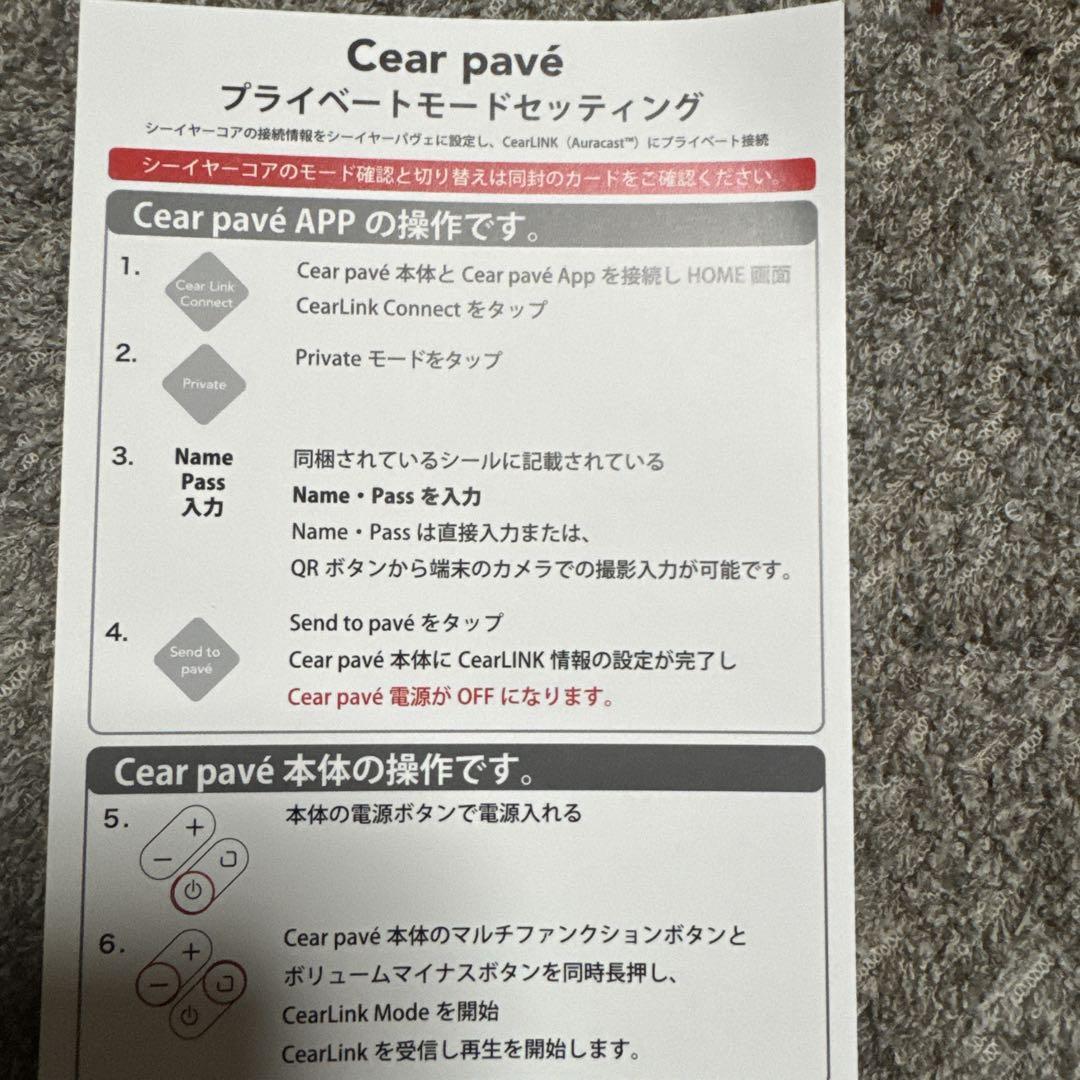 Cear pavé
プライベートモードセッティング
シーイヤーコアの接続情報をシーイヤーパヴェに設定し、CearLINK（Auracast™）にプライベート接続
シーイヤーコアのモード確認と切り替えは同封のカードをご確認ください。
Cear pavé APP の操作です。
1.
Cear Link
Connect
Cear pavé 本体と Cear pavé App を接続し HOME 画面
CearLink Connect をタップ
2.
Private
Private モードをタップ
3.
Name
Pass
入力
同梱されているシールに記載されている
Name・Pass を入力
Name・Pass は直接入力または、
QR ボタンから端末のカメラでの撮影入力が可能です。
4.
Send to
pavé
Send to pavé をタップ
Cear pavé 本体に CearLINK 情報の設定が完了し
Cear pavé 電源が OFF になります。
Cear pavé 本体の操作です。
5.
本体の電源ボタンで電源入れる
6.
Cear pavé 本体のマルチファンクションボタンと
ボリュームマイナスボタンを同時長押し、
CearLink Mode を開始
CearLink を受信し再生を開始します。